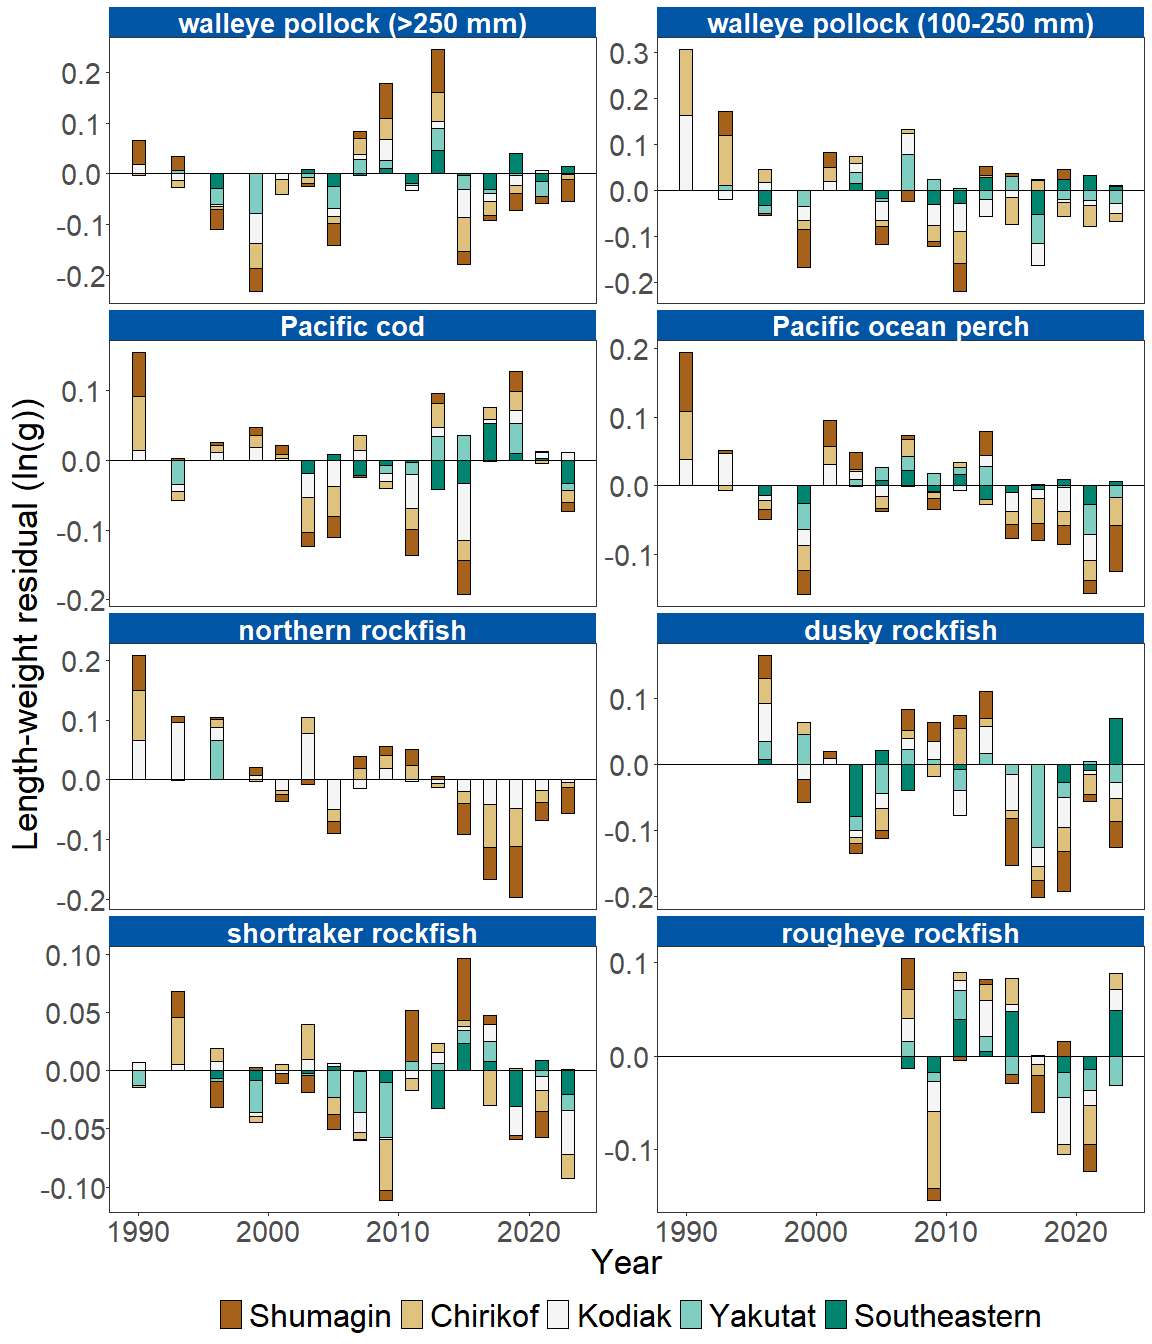 walleye pollock (>250 mm)
walleye pollock (100-250 mm)
0.2
0.1
0.0
-0.1
-0.2
0.3
0.2
0.1
0.0
-0.1
-0.2
Pacific cod
Pacific ocean perch
0.1
0.0
-0.1
-0.2
0.2
0.1
0.0
-0.1
northern rockfish
dusky rockfish
0.2
0.1
0.0
-0.1
-0.2
0.1
0.0
-0.1
-0.2
shortraker rockfish
rougheye rockfish
0.10
0.05
0.00
-0.05
-0.10
0.1
0.0
-0.1
Length-weight residual (ln(g))
1990 2000 2010 2020
1990 2000 2010 2020
Year
Shumagin Chirikof Kodiak Yakutat Southeastern